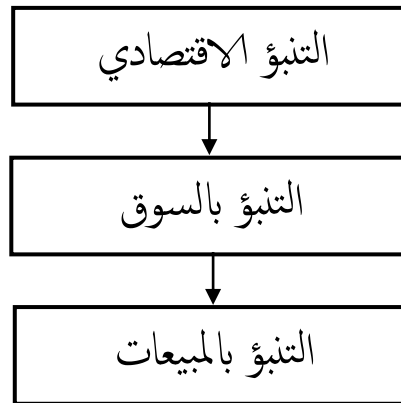 التنبؤ الاقتصادي
التنبؤ بالسوق
التنبؤ بالمبيعات